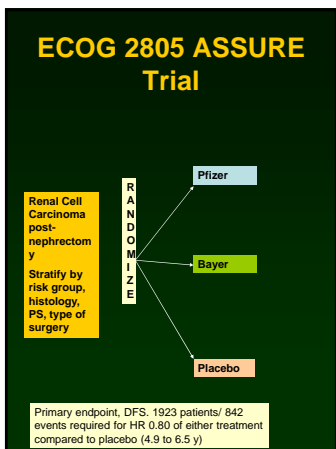 ECOG 2805 ASSURE
Trial
Renal Cell
Carcinoma
post-
nephrectom
y
Stratify by
risk group,
histology,
PS, type of
surgery
R
A
N
D
O
M
I
Z
E
Pfizer
Bayer
Placebo
Primary endpoint, DFS. 1923 patients/ 842
events required for HR 0.80 of either treatment
compared to placebo (4.9 to 6.5 y)